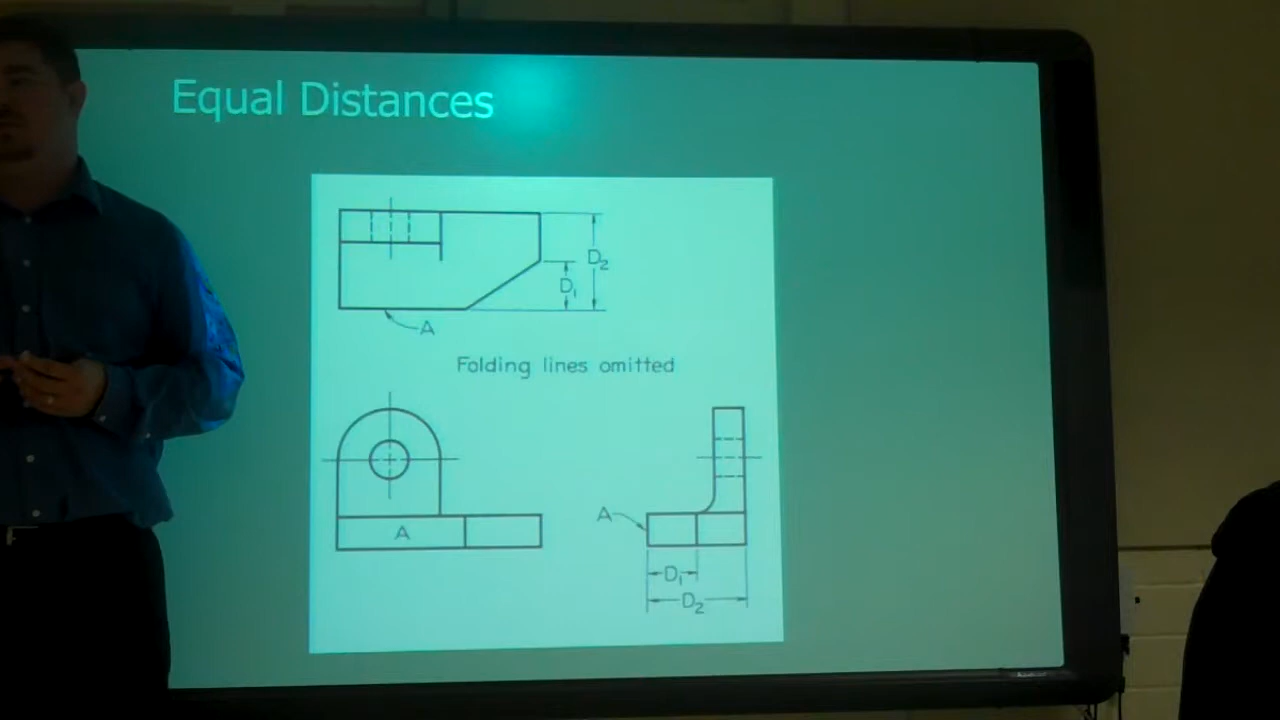 Equal Distances
D₂
D₁
A
Folding lines omitted
A
A
D₁
D₂